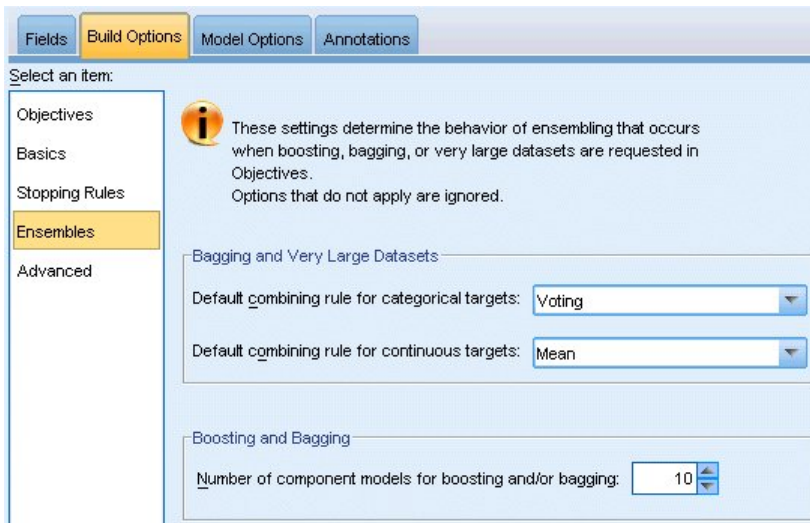 Fields Build Options Model Options Annotations
Select an item:
Objectives
Basics
Stopping Rules
Ensembles
Advanced
These settings determine the behavior of ensembling that occurs
when boosting, bagging, or very large datasets are requested in
Objectives.
Options that do not apply are ignored.
Bagging and Very Large Datasets
Default combining rule for categorical targets: Voting
Default combining rule for continuous targets: Mean
Boosting and Bagging
Number of component models for boosting and/or bagging: 10